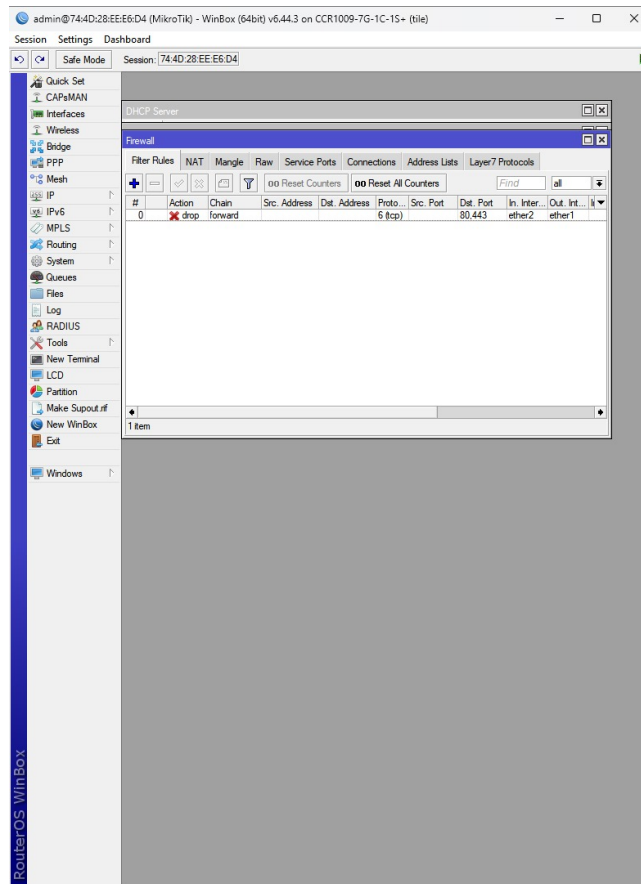 admin@74:4D:28:EE:E6:D4 (MikroTik) - WinBox (64bit) v6.44.3 on CCR1009-7G-1C-1S+ (tile)
Session Settings Dashboard
Safe Mode Session: 74:4D:28:EE:E6:D4
Quick Set
CAPsMAN
Interfaces
Wireless
Bridge
PPP
Mesh
IP
IPv6
MPLS
Routing
System
Queues
Files
Log
RADIUS
Tools
New Terminal
LCD
Partition
Make Supout.rif
New WinBox
Exit
Windows
RouterOS WinBox
DHCP Server
Firewall
Filter Rules NAT Mangle Raw Service Ports Connections Address Lists Layer7 Protocols
00 Reset Counters 00 Reset All Counters Find all
# Action Chain Src. Address Dst. Address Proto... Src. Port Dst. Port In. Inter... Out. Int...
0 drop forward 6 (tcp) 80,443 ether2 ether1
1 item